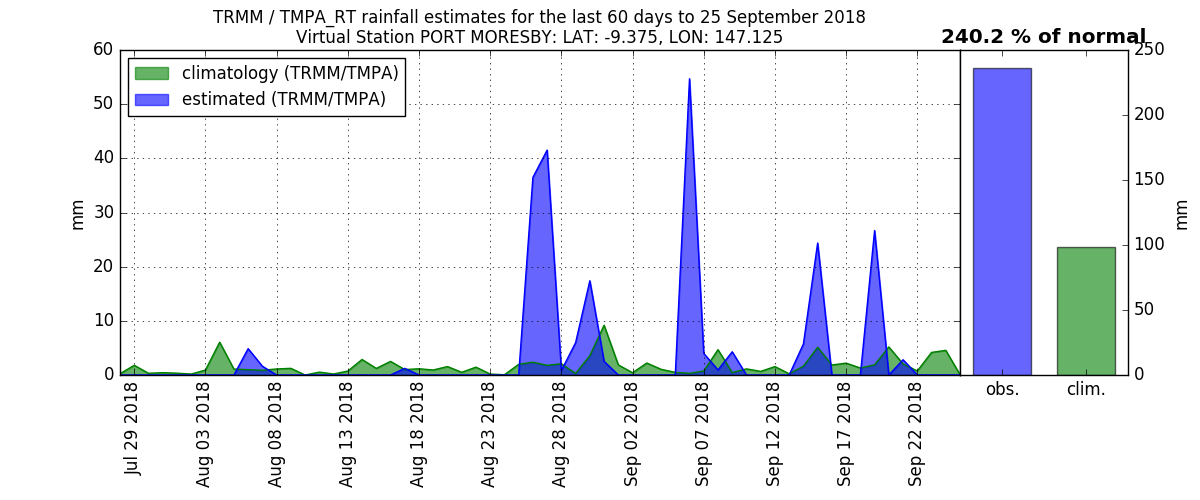 TRMM / TMPA_RT rainfall estimates for the last 60 days to 25 September 2018
Virtual Station PORT MORESBY: LAT: -9.375, LON: 147.125
240.2 % of normal
climatology (TRMM/TMPA)
estimated (TRMM/TMPA)
mm
60
50
40
30
20
10
0
Jul 29 2018
Aug 03 2018
Aug 08 2018
Aug 13 2018
Aug 18 2018
Aug 23 2018
Aug 28 2018
Sep 02 2018
Sep 07 2018
Sep 12 2018
Sep 17 2018
Sep 22 2018
obs.
clim.
250
200
150
100
50
0
mm